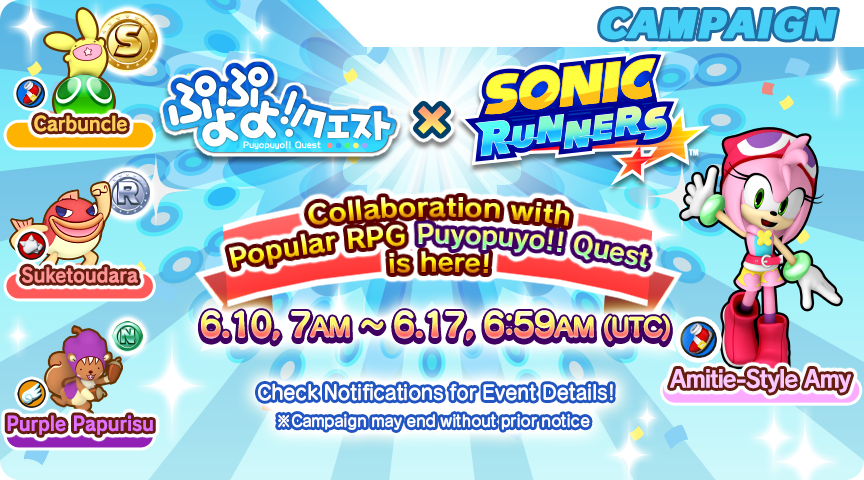 CAMPAIGN
S
Carbuncle
ぷよぷよ!!クエスト
Puyopuyo!! Quest
×
SONIC
RUNNERS™
R
Suketoudara
Collaboration with
Popular RPG Puyopuyo!! Quest
is here!
6.10, 7AM ~ 6.17, 6:59AM (UTC)
N
Purple Papurisu
Amitie-Style Amy
Check Notifications for Event Details!
※Campaign may end without prior notice